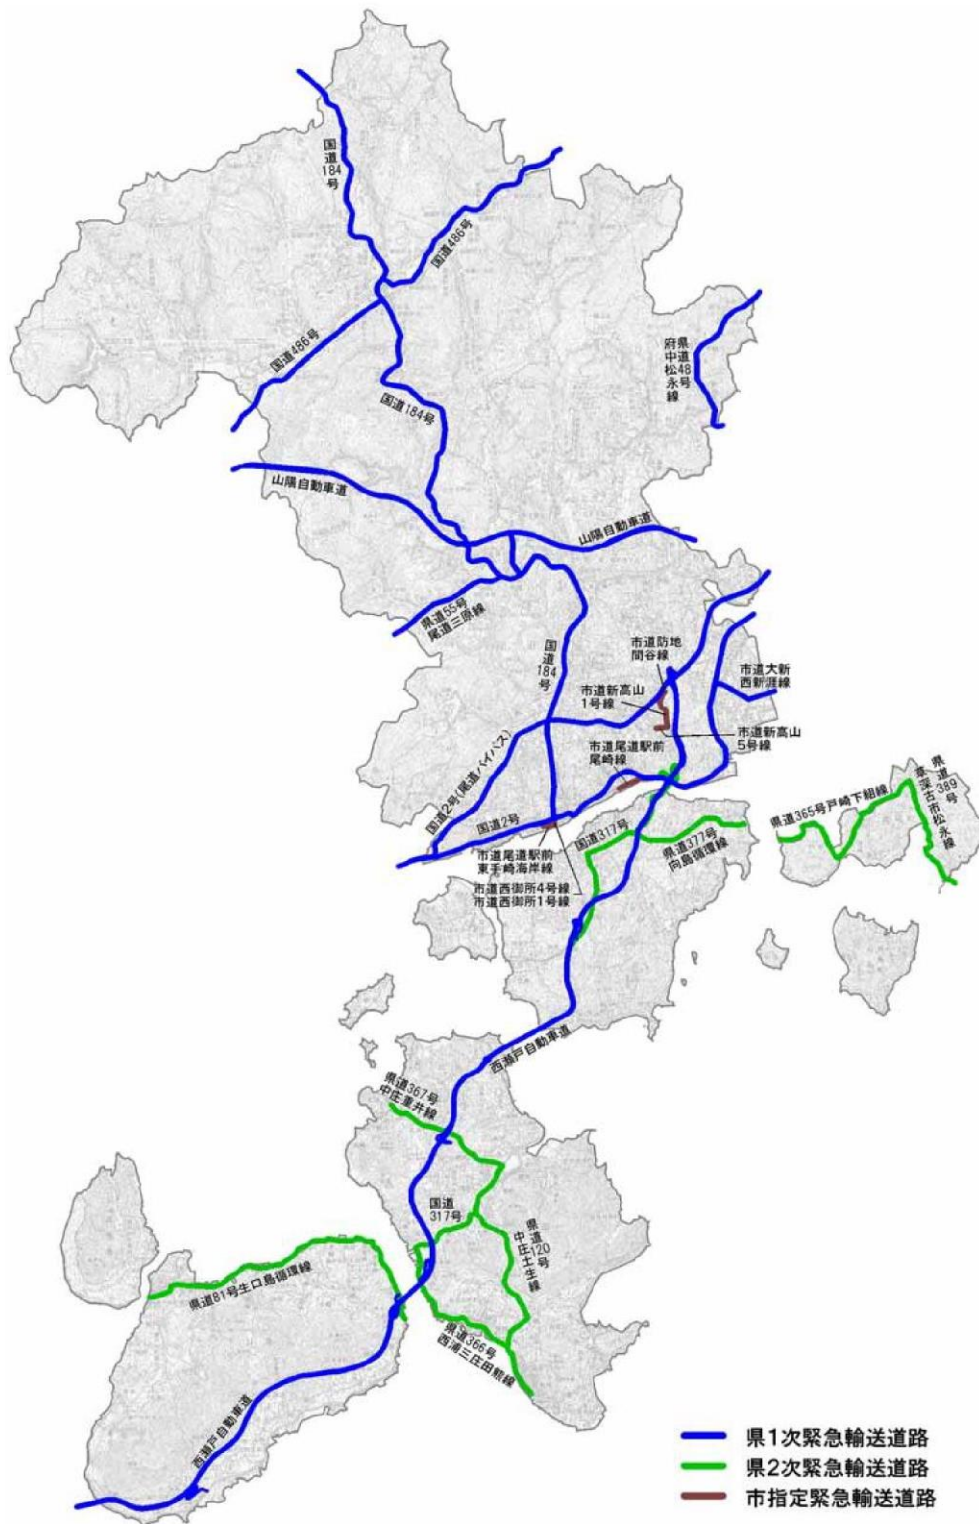 国道184号
国道486号
国道486号
県道48号
府中松永線
国道184号
山陽自動車道
山陽自動車道
県道55号
尾道三原線
国道184号
市道防地
間谷線
市道大新
西新涯線
市道新高山
1号線
市道新高山
5号線
市道尾道駅前
尾崎線
国道2号(尾道バイパス)
国道2号
県道389号
草深古市松永線
県道365号戸崎下組線
国道317号
県道377号
向島循環線
市道尾道駅前
東手崎海岸線
市道西御所4号線
市道西御所1号線
西瀬戸自動車道
県道367号
中庄重井線
国道
317号
県道120号
中庄土生線
県道81号生口島循環線
県道366号
西浦三庄田熊線
西瀬戸自動車道
県1次緊急輸送道路
県2次緊急輸送道路
市指定緊急輸送道路